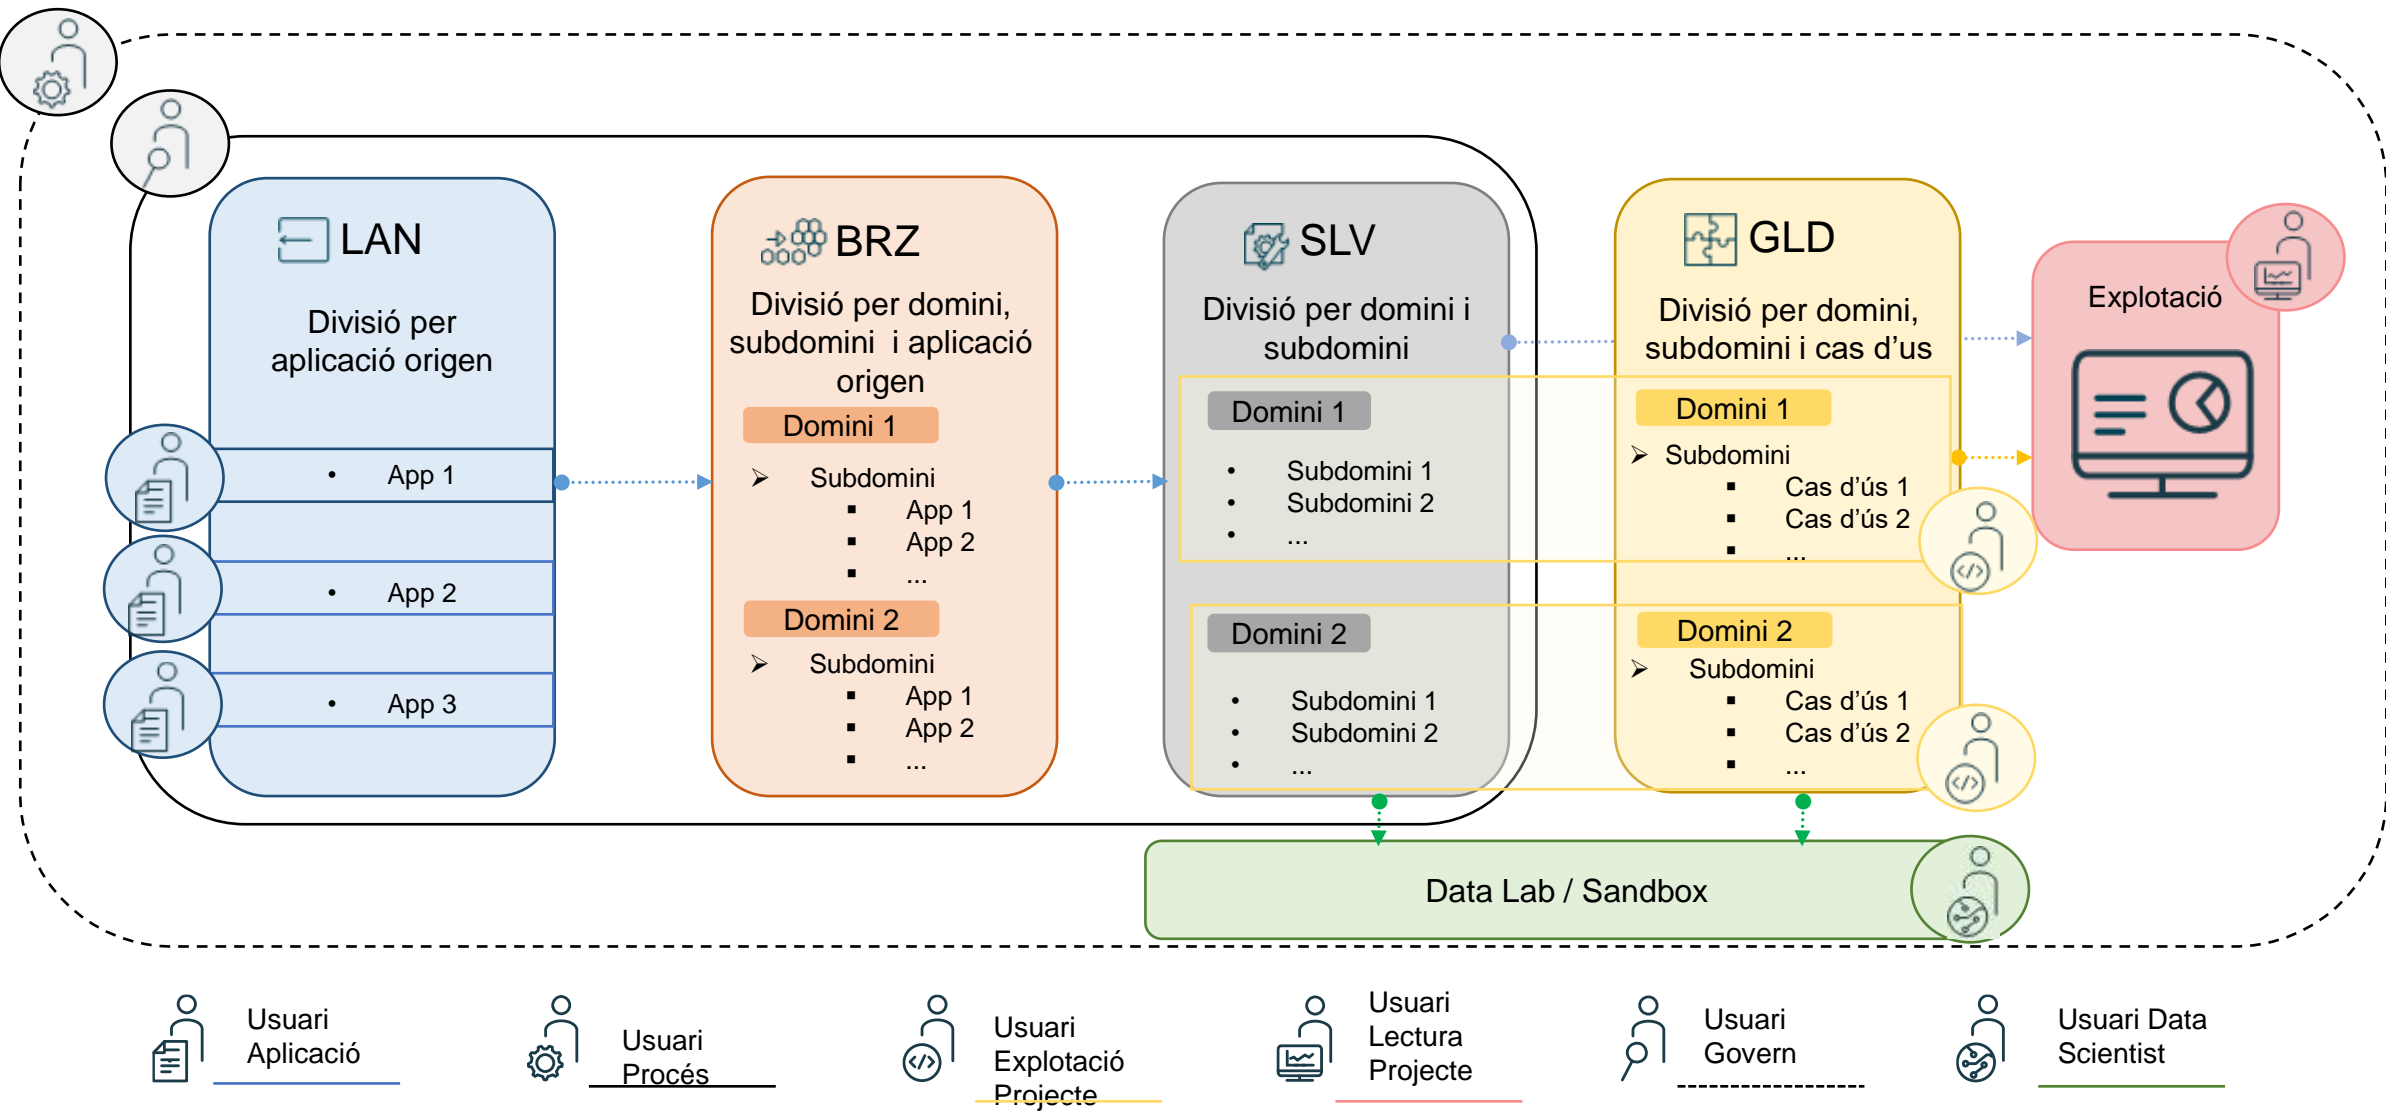 LAN
Divisió per
aplicació origen
App 1
App 2
App 3
BRZ
Divisió per domini,
subdomini i aplicació
origen
Domini 1
Subdomini
App 1
App 2
...
Domini 2
Subdomini
App 1
App 2
...
SLV
Divisió per domini i
subdomini
Domini 1
Subdomini 1
Subdomini 2
...
Domini 2
Subdomini 1
Subdomini 2
...
GLD
Divisió per domini,
subdomini i cas d'us
Domini 1
Subdomini
Cas d'ús 1
Cas d'ús 2
...
Domini 2
Subdomini
Cas d'ús 1
Cas d'ús 2
...
Explotació
Data Lab / Sandbox
Usuari
Aplicació
Usuari
Procés
Usuari
Explotació
Projecte
Usuari
Lectura
Projecte
Usuari
Govern
Usuari Data
Scientist